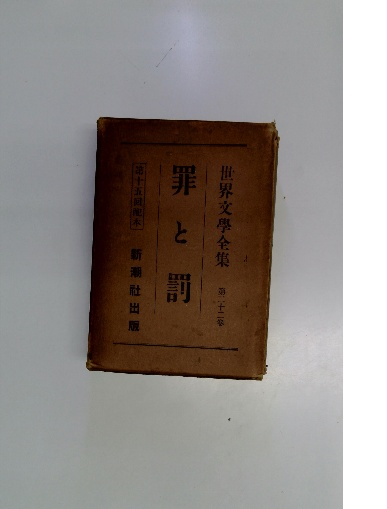 世界文學全集 第二十二卷
罪と罰
第十五回配本
新潮社出版